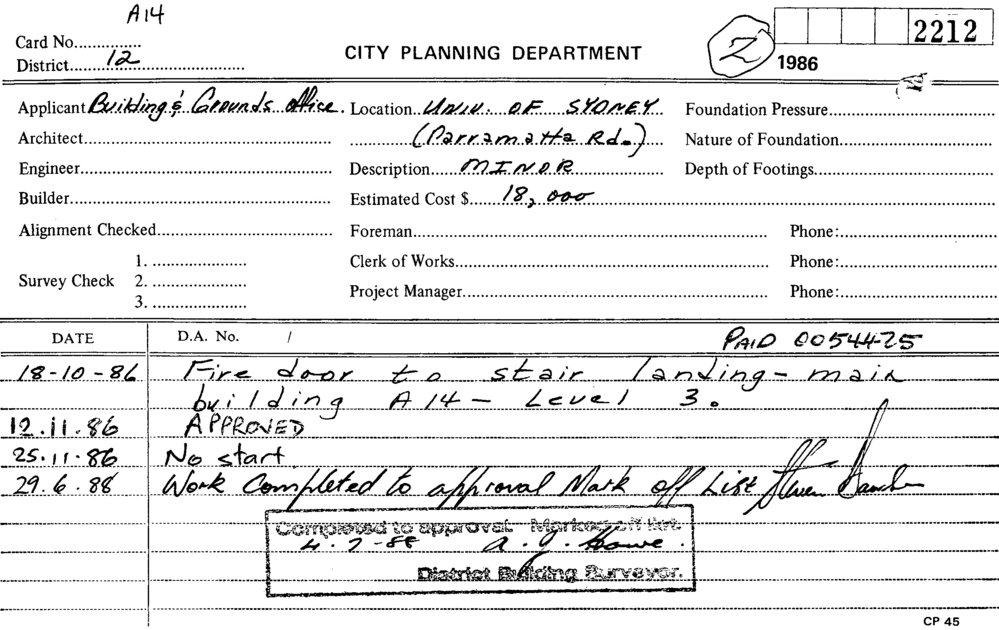 A14
2212
Card No...............
2
District 12
CITY PLANNING DEPARTMENT
1986
Applicant Building & Grounds Office. Location UNIV. OF SYDNEY Foundation Pressure
Architect (Parramatta Rd.) Nature of Foundation
Engineer Description MINOR Depth of Footings
Builder Estimated Cost $ 18,000
Alignment Checked Foreman Phone:
1. Clerk of Works Phone:
Survey Check 2.
Project Manager Phone:
3.
DATE D.A. No. / PAID 0054425
18-10-86 Fire door to stair landing - main
building A14 - Level 3.
12.11.86 APPROVED
25.11.86 No start
29.6.88 Work Completed to approval Mark off List
Completed to approval. Marked off list.
4-7-88 A. J. Howe.
District Building Surveyor.
CP 45